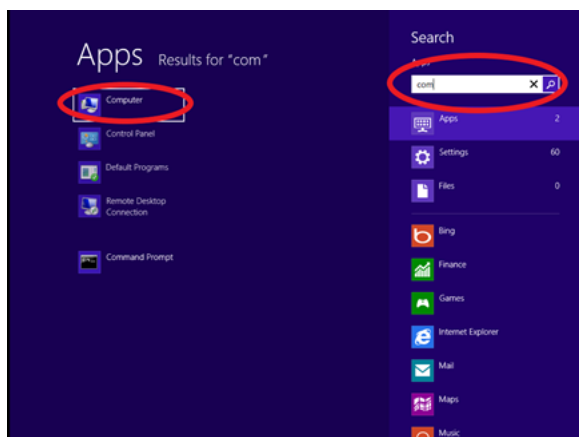 Apps Results for "com"
Computer
Control Panel
Default Programs
Remote Desktop
Connection
Command Prompt
Search
Apps
com
Apps 2
Settings 60
Files 0
Bing
Finance
Games
Internet Explorer
Mail
Maps
Music